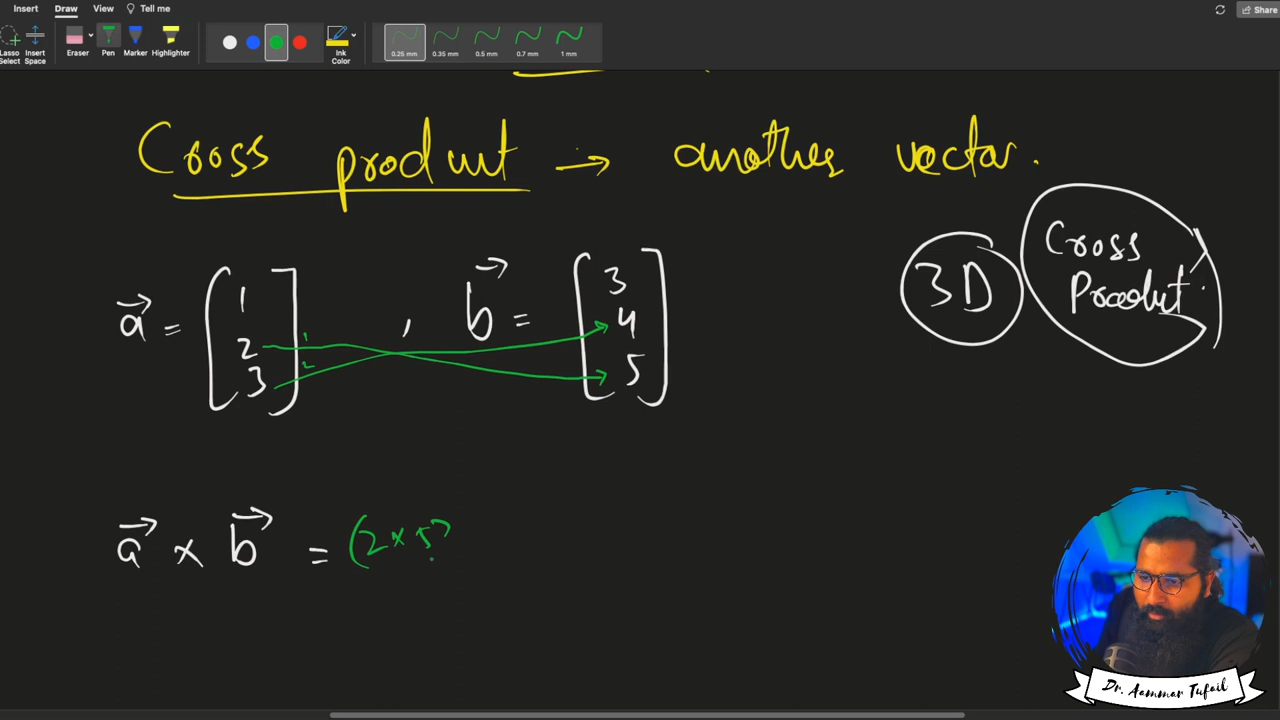 Insert Draw View Tell me
Share
Lasso Select
Insert Space
Eraser
Pen
Marker
Highlighter
Ink Color
0.25 mm 0.35 mm 0.5 mm 0.7 mm 1 mm
Cross product → another vector.
a⃗ = [1 2 3] , b⃗ = [3 4 5]
1
2
3D
Cross
Product
a⃗ × b⃗ = (2 × 5
Dr. Aammar Tufail